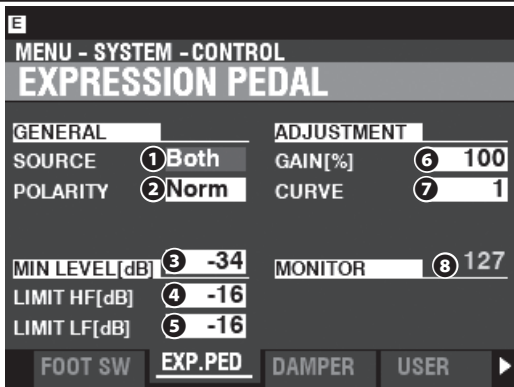 E
MENU - SYSTEM - CONTROL
EXPRESSION PEDAL
GENERAL
SOURCE 1 Both
POLARITY 2 Norm
ADJUSTMENT
GAIN[%] 6 100
CURVE 7 1
MIN LEVEL[dB] 3 -34
LIMIT HF[dB] 4 -16
LIMIT LF[dB] 5 -16
MONITOR 8 127
FOOT SW EXP.PED DAMPER USER